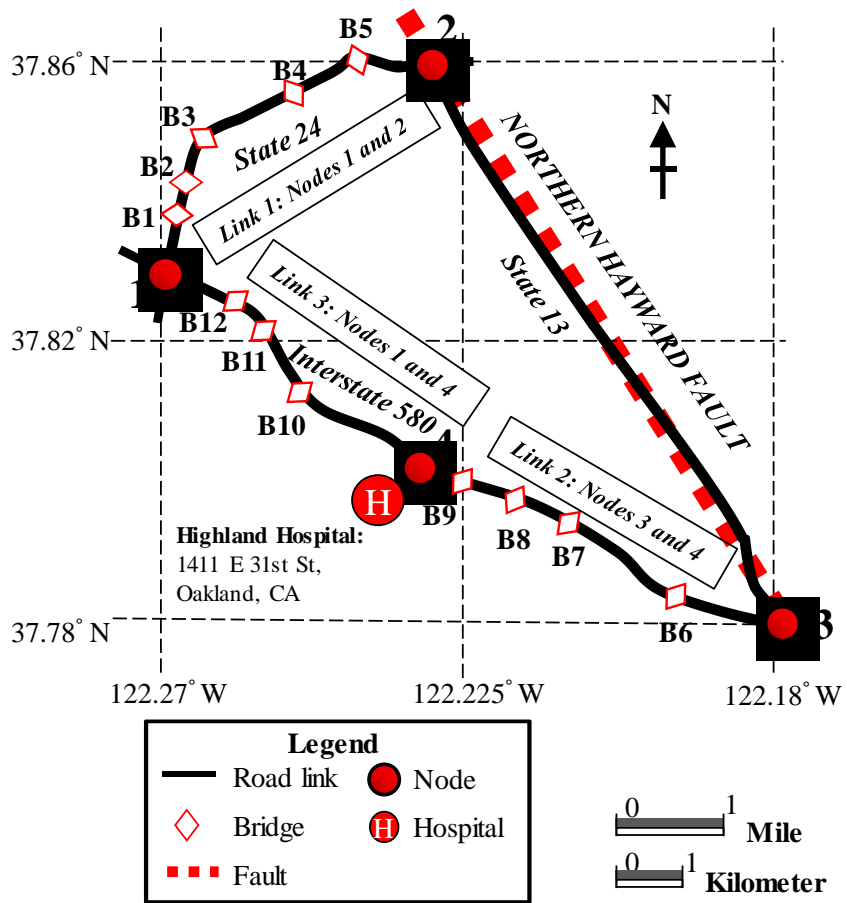 B5
2
37.86° N
B4
N
B3
State 24
NORTHERN HAYWARD FAULT
B2
Link 1: Nodes 1 and 2
B1
State 13
1
B12
Link 3: Nodes 1 and 4
37.82° N
B11
Interstate 580
B10
4
Link 2: Nodes 3 and 4
H
B9
B8
B7
Highland Hospital:
1411 E 31st St,
Oakland, CA
B6
3
37.78° N
122.27° W
122.225° W
122.18° W
Legend
Road link
Node
Bridge
H
Hospital
Fault
0 1
Mile
0 1
Kilometer